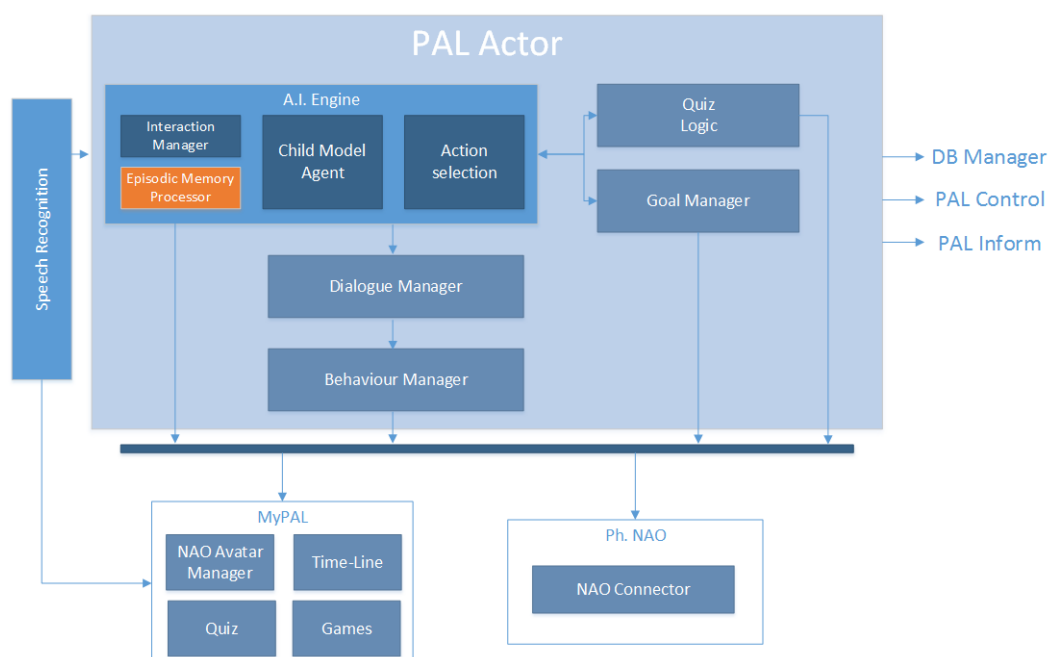 PAL Actor
Speech Recognition
A.I. Engine
Interaction
Manager
Episodic Memory
Processor
Child Model
Agent
Action
selection
Quiz
Logic
Goal Manager
DB Manager
PAL Control
PAL Inform
Dialogue Manager
Behaviour Manager
MyPAL
NAO Avatar
Manager
Time-Line
Quiz
Games
Ph. NAO
NAO Connector